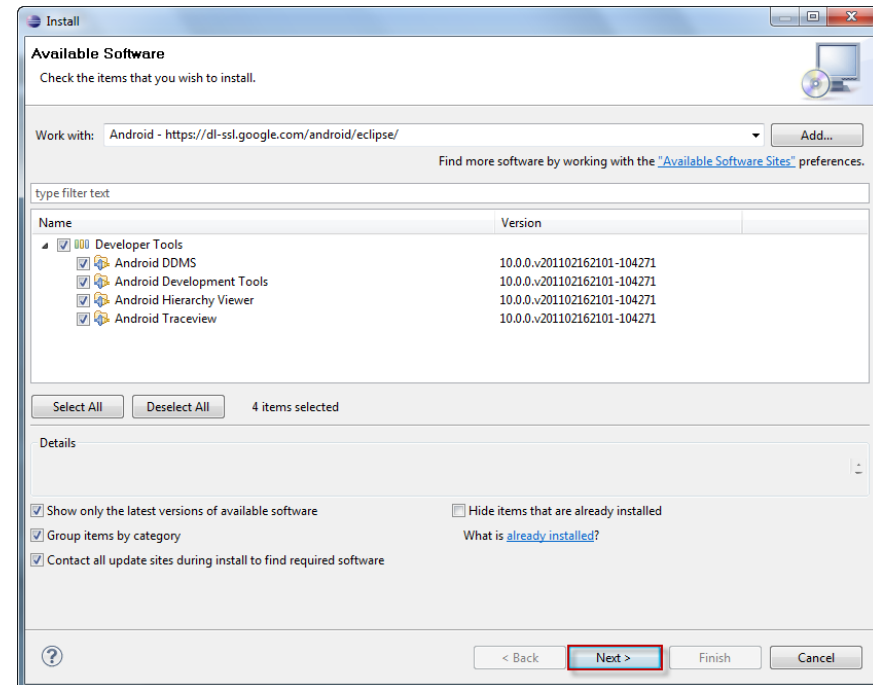 Install
Available Software
Check the items that you wish to install.
Work with: Android - https://dl-ssl.google.com/android/eclipse/ Add...
Find more software by working with the "Available Software Sites" preferences.
type filter text
Name Version
Developer Tools
Android DDMS 10.0.0.v201102162101-104271
Android Development Tools 10.0.0.v201102162101-104271
Android Hierarchy Viewer 10.0.0.v201102162101-104271
Android Traceview 10.0.0.v201102162101-104271
Select All Deselect All 4 items selected
Details
Show only the latest versions of available software Hide items that are already installed
Group items by category What is already installed?
Contact all update sites during install to find required software
? < Back Next > Finish Cancel